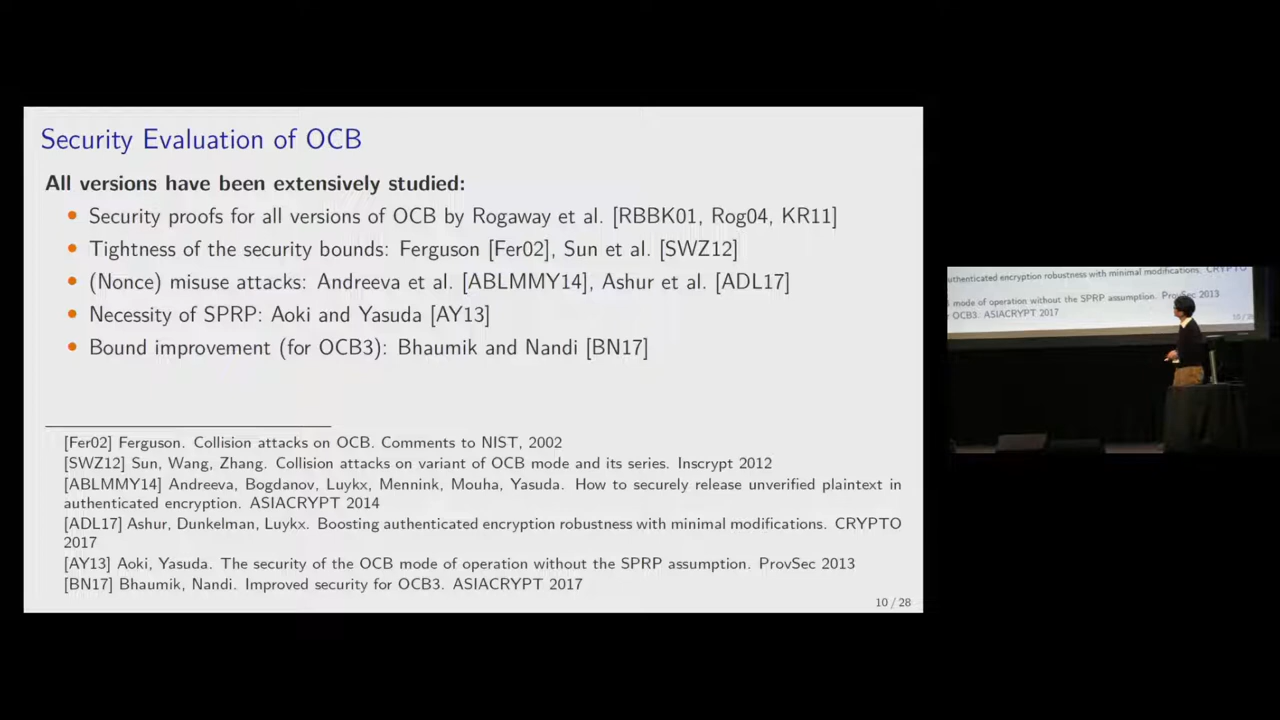 Security Evaluation of OCB
All versions have been extensively studied:
• Security proofs for all versions of OCB by Rogaway et al. [RBBK01, Rog04, KR11]
• Tightness of the security bounds: Ferguson [Fer02], Sun et al. [SWZ12]
• (Nonce) misuse attacks: Andreeva et al. [ABLMMY14], Ashur et al. [ADL17]
• Necessity of SPRP: Aoki and Yasuda [AY13]
• Bound improvement (for OCB3): Bhaumik and Nandi [BN17]
[Fer02] Ferguson. Collision attacks on OCB. Comments to NIST, 2002
[SWZ12] Sun, Wang, Zhang. Collision attacks on variant of OCB mode and its series. Inscrypt 2012
[ABLMMY14] Andreeva, Bogdanov, Luykx, Mennink, Mouha, Yasuda. How to securely release unverified plaintext in
authenticated encryption. ASIACRYPT 2014
[ADL17] Ashur, Dunkelman, Luykx. Boosting authenticated encryption robustness with minimal modifications. CRYPTO
2017
[AY13] Aoki, Yasuda. The security of the OCB mode of operation without the SPRP assumption. ProvSec 2013
[BN17] Bhaumik, Nandi. Improved security for OCB3. ASIACRYPT 2017
10 / 28
authenticated encryption robustness with minimal modifications. CRYPTO
mode of operation without the SPRP assumption. ProvSec 2013
OCB3. ASIACRYPT 2017
10 / 28